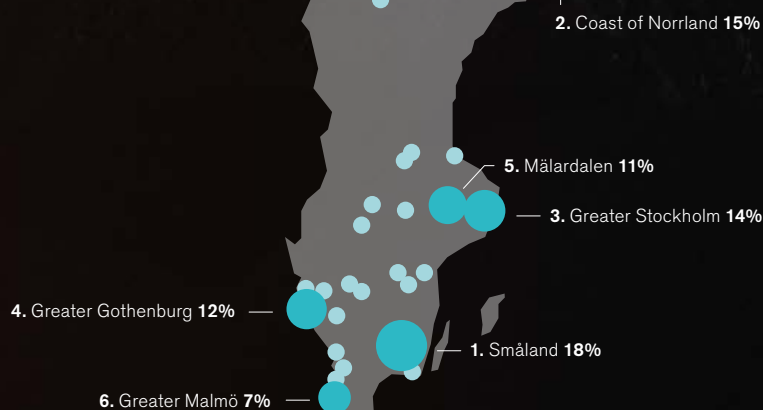 2. Coast of Norrland 15%
5. Mälardalen 11%
3. Greater Stockholm 14%
4. Greater Gothenburg 12%
1. Småland 18%
6. Greater Malmö 7%